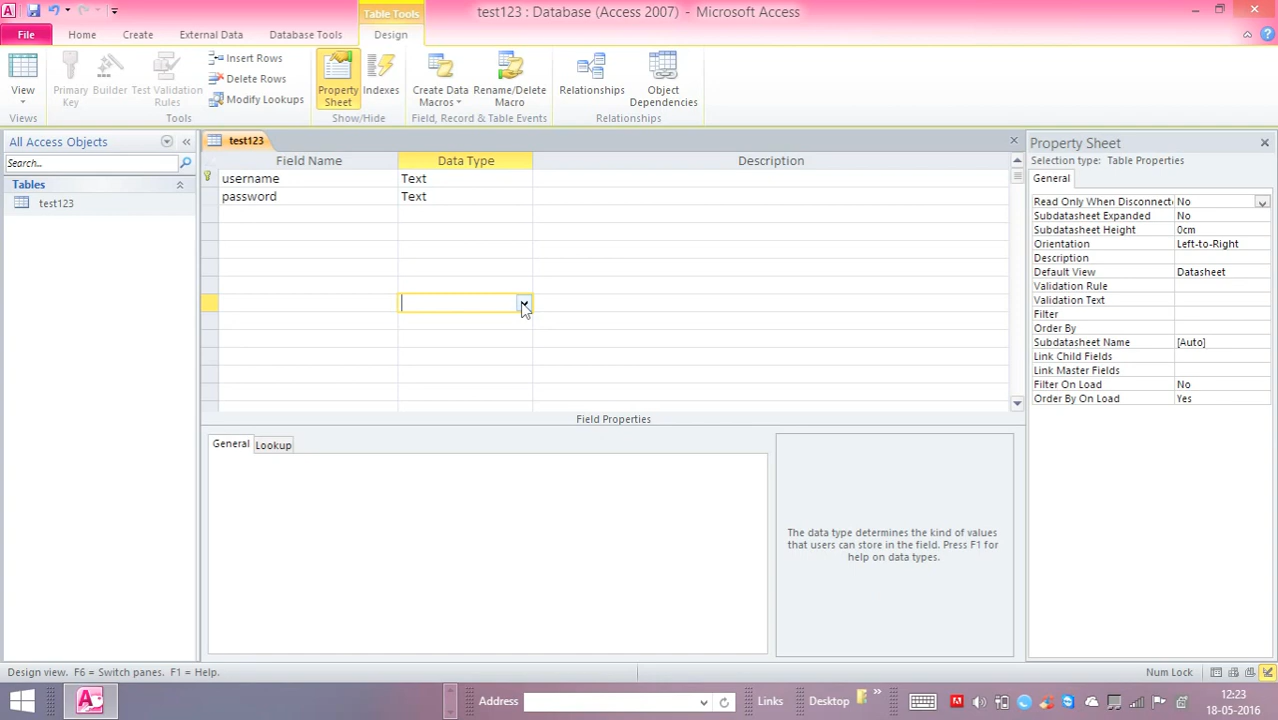 test123 : Database (Access 2007) - Microsoft Access
Table Tools
File
Home
Create
External Data
Database Tools
Design
View
Views
Primary Key
Builder
Test Validation Rules
Insert Rows
Delete Rows
Modify Lookups
Tools
Property Sheet
Indexes
Show/Hide
Create Data Macros
Rename/Delete Macro
Field, Record & Table Events
Relationships
Object Dependencies
Relationships
All Access Objects
Search...
Tables
test123
test123
Field Name Data Type Description
username Text
password Text
Field Properties
General
Lookup
The data type determines the kind of values
that users can store in the field. Press F1 for
help on data types.
Property Sheet
Selection type: Table Properties
General
Read Only When Disconnecte No
Subdatasheet Expanded No
Subdatasheet Height 0cm
Orientation Left-to-Right
Description
Default View Datasheet
Validation Rule
Validation Text
Filter
Order By
Subdatasheet Name [Auto]
Link Child Fields
Link Master Fields
Filter On Load No
Order By On Load Yes
Design view. F6 = Switch panes. F1 = Help.
Num Lock
Address
Links
Desktop
12:23
18-05-2016